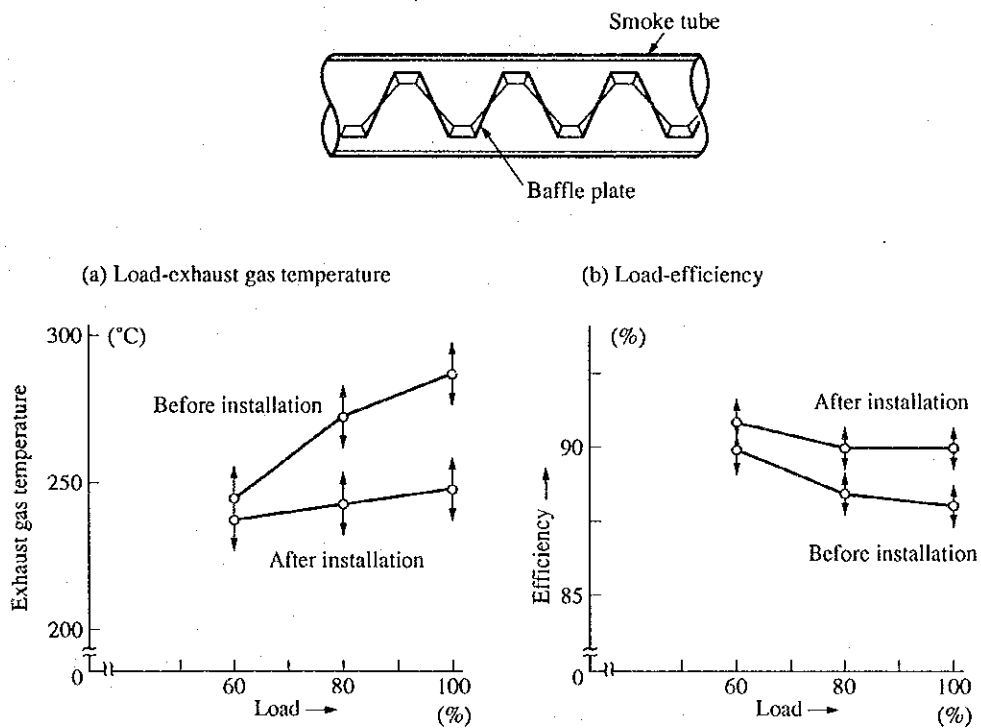 Smoke tube
Baffle plate
(a) Load-exhaust gas temperature
(b) Load-efficiency
300
(°C)
Before installation
250
After installation
200
0
60
80
100
Load →
(%)
Exhaust gas temperature
(%)
After installation
90
Before installation
85
0
60
80
100
Load →
(%)
Efficiency →